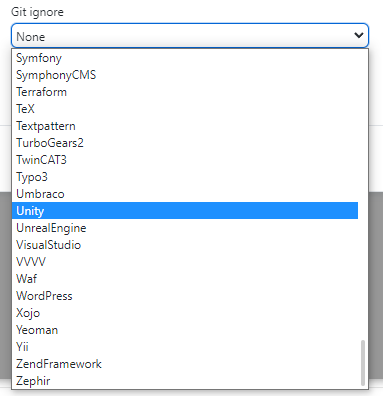 Git ignore
None
Symfony
SymphonyCMS
Terraform
TeX
Textpattern
TurboGears2
TwinCAT3
Typo3
Umbraco
Unity
UnrealEngine
VisualStudio
VVVV
Waf
WordPress
Xojo
Yeoman
Yii
ZendFramework
Zephir